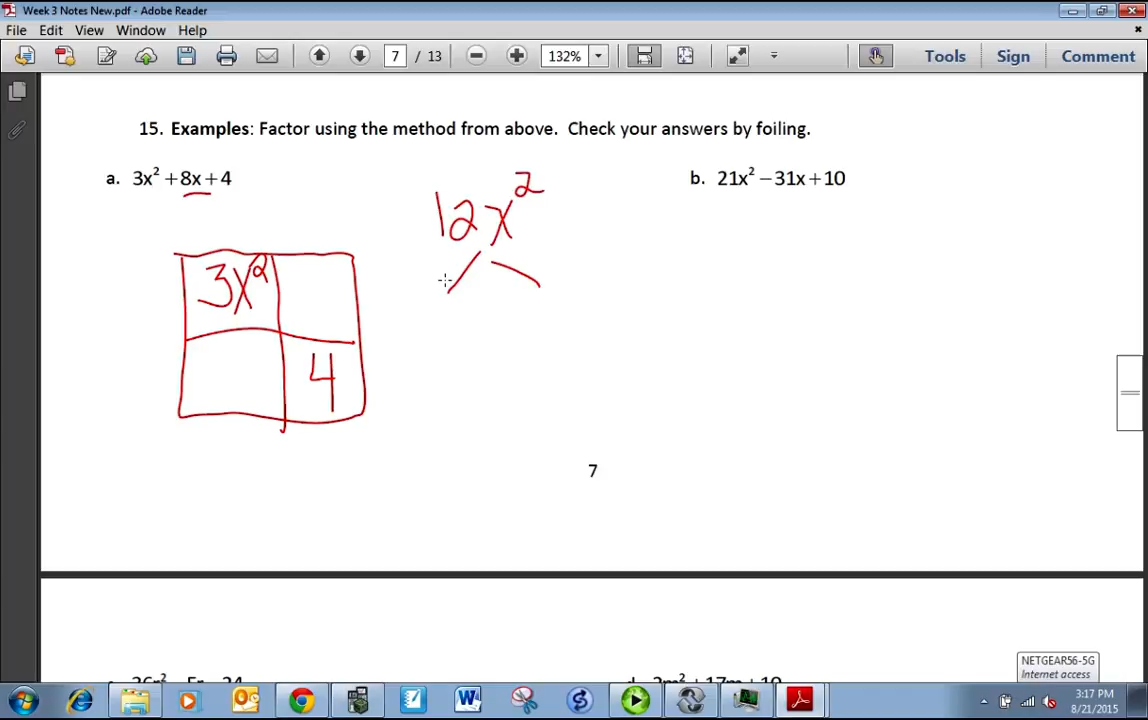 Week 3 Notes New.pdf - Adobe Reader
File Edit View Window Help
7 / 13 132% Tools Sign Comment
15. Examples: Factor using the method from above. Check your answers by foiling.
a. 3x² + 8x + 4
b. 21x² − 31x + 10
12x²
3x²
4
7
NETGEAR56-5G
Internet access
3:17 PM
8/21/2015